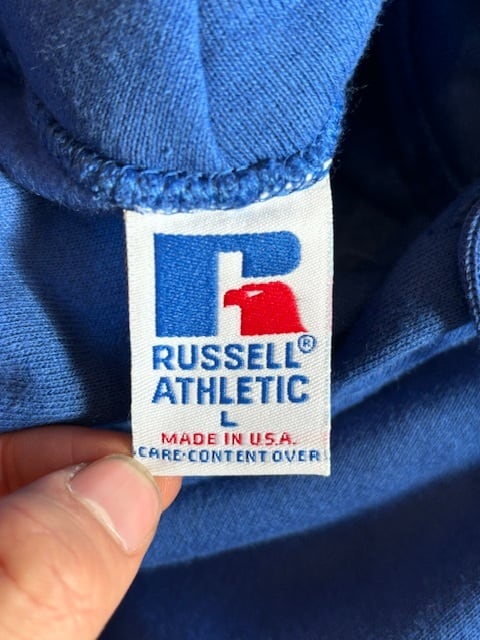 RUSSELL®
ATHLETIC
L
MADE IN U.S.A.
CARE·CONTENT OVER